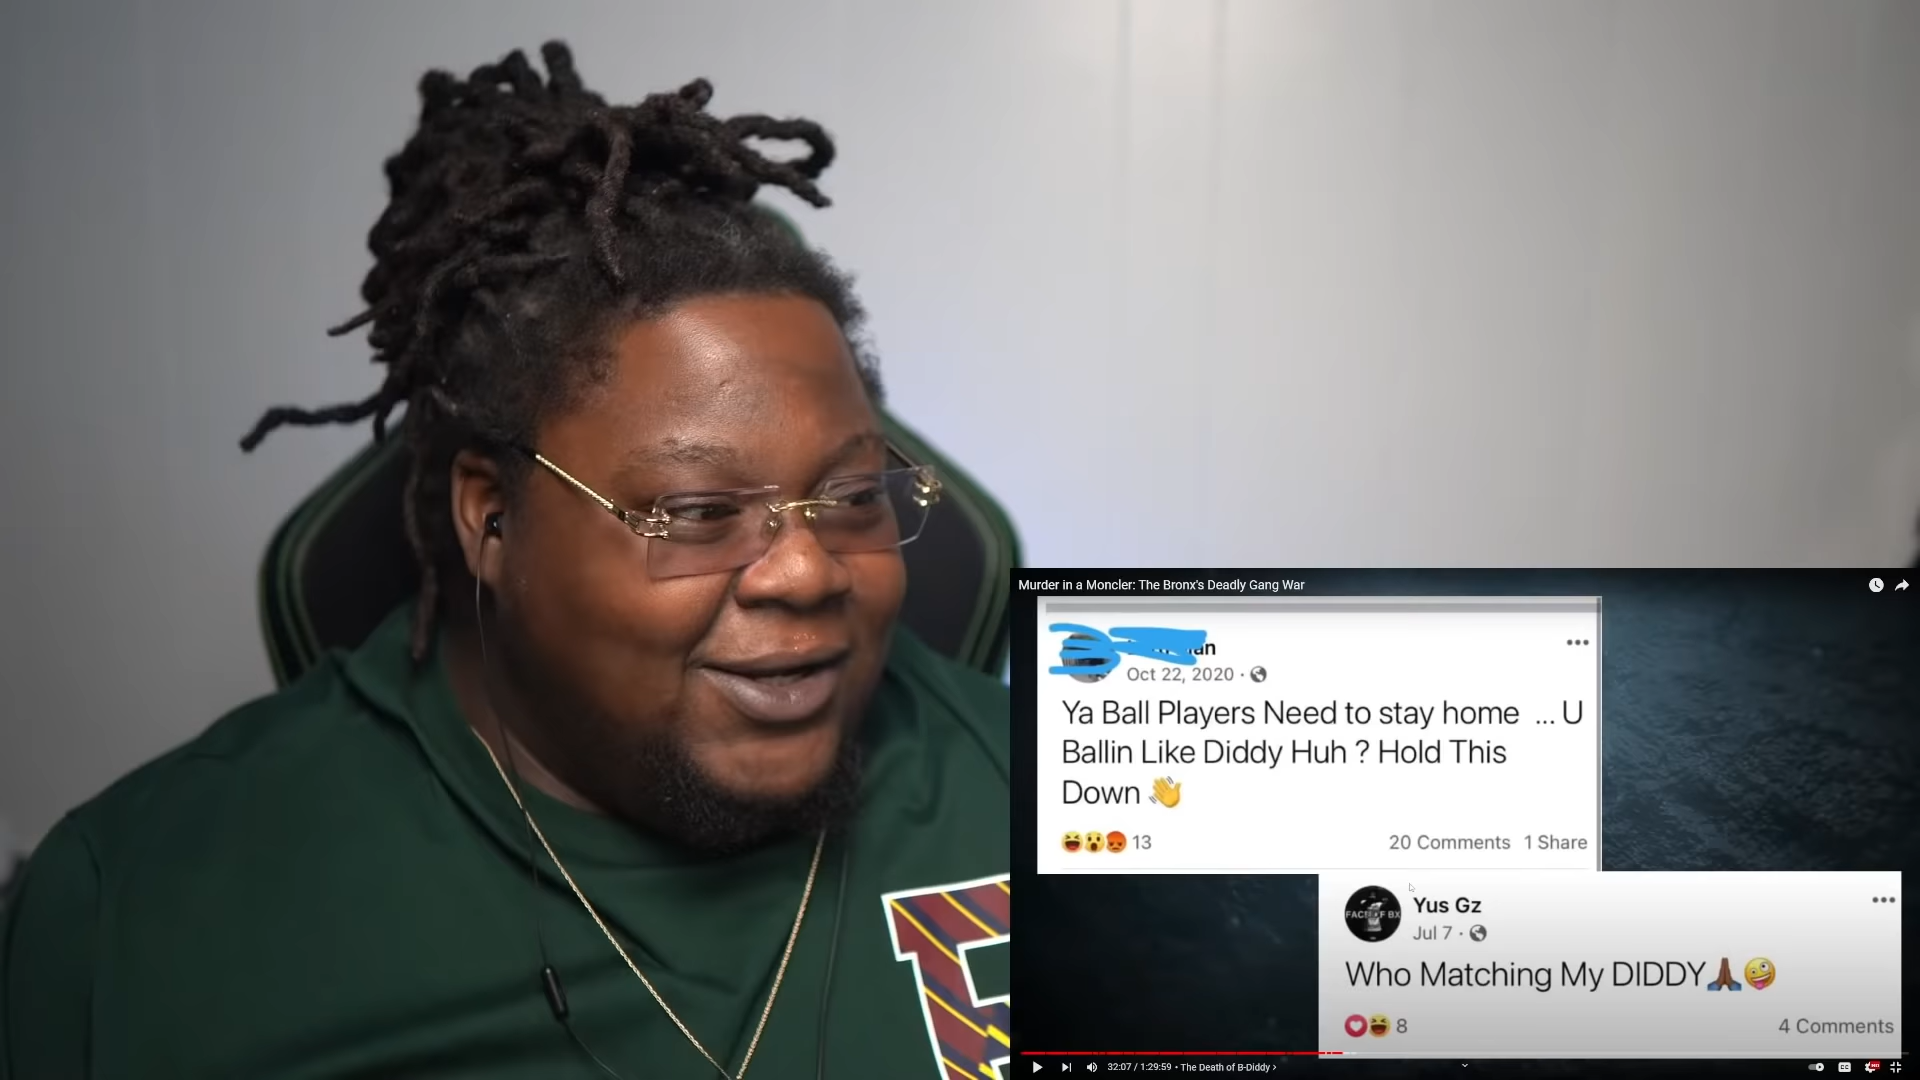 Murder in a Moncler: The Bronx's Deadly Gang War
Oct 22, 2020 ·
Ya Ball Players Need to stay home ... U
Ballin Like Diddy Huh ? Hold This
Down 👋
13
20 Comments 1 Share
Yus Gz
Jul 7 ·
Who Matching My DIDDY🙏🏾🤪
8
4 Comments
32:07 / 1:29:59 • The Death of B-Diddy ›
CC